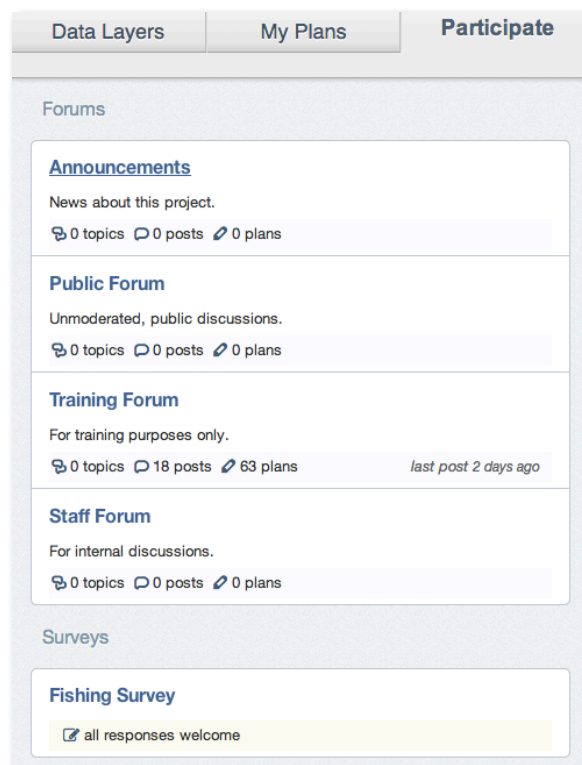 Data Layers My Plans Participate
Forums
Announcements
News about this project.
0 topics 0 posts 0 plans
Public Forum
Unmoderated, public discussions.
0 topics 0 posts 0 plans
Training Forum
For training purposes only.
0 topics 18 posts 63 plans last post 2 days ago
Staff Forum
For internal discussions.
0 topics 0 posts 0 plans
Surveys
Fishing Survey
all responses welcome